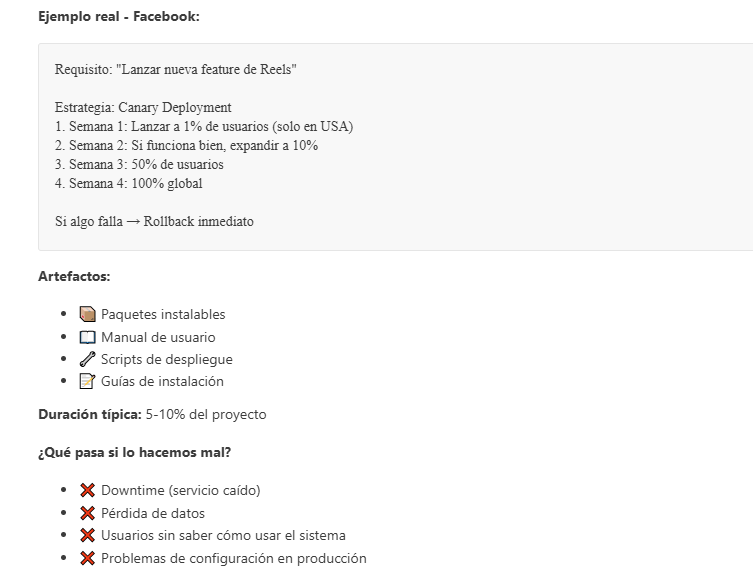 Ejemplo real - Facebook:
Requisito: "Lanzar nueva feature de Reels"
Estrategia: Canary Deployment
1. Semana 1: Lanzar a 1% de usuarios (solo en USA)
2. Semana 2: Si funciona bien, expandir a 10%
3. Semana 3: 50% de usuarios
4. Semana 4: 100% global
Si algo falla → Rollback inmediato
Artefactos:
• 📦 Paquetes instalables
• 📖 Manual de usuario
• 🔧 Scripts de despliegue
• 📝 Guías de instalación
Duración típica: 5-10% del proyecto
¿Qué pasa si lo hacemos mal?
• ❌ Downtime (servicio caído)
• ❌ Pérdida de datos
• ❌ Usuarios sin saber cómo usar el sistema
• ❌ Problemas de configuración en producción